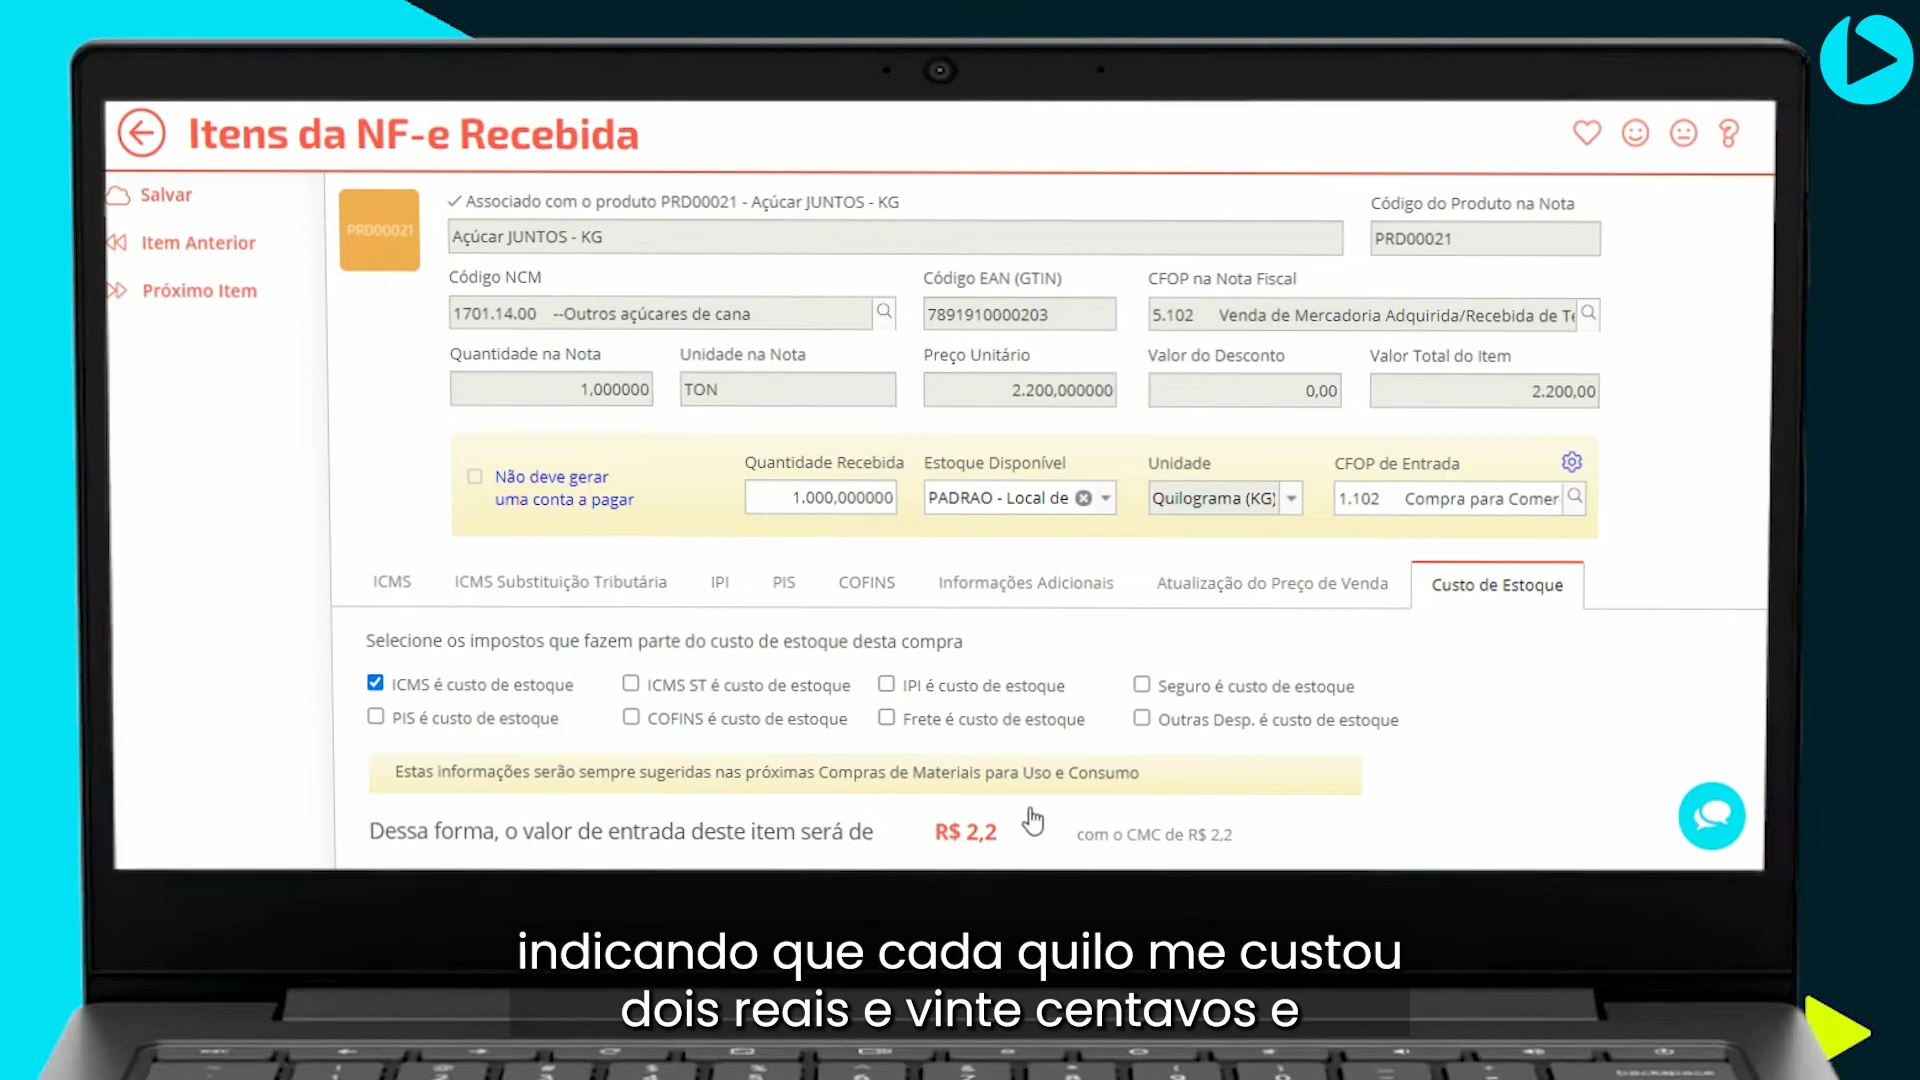 Itens da NF-e Recebida
Salvar
Item Anterior
Próximo Item
PRD00021
Associado com o produto PRD00021 - Açúcar JUNTOS - KG
Código do Produto na Nota
Açúcar JUNTOS - KG
PRD00021
Código NCM
Código EAN (GTIN)
CFOP na Nota Fiscal
1701.14.00 --Outros açúcares de cana
7891910000203
5.102 Venda de Mercadoria Adquirida/Recebida de Te
Quantidade na Nota
Unidade na Nota
Preço Unitário
Valor do Desconto
Valor Total do Item
1,000000
TON
2.200,000000
0,00
2.200,00
Não deve gerar
uma conta a pagar
Quantidade Recebida
Estoque Disponível
Unidade
CFOP de Entrada
1.000,000000
PADRAO - Local de
Quilograma (KG)
1.102 Compra para Comer
ICMS
ICMS Substituição Tributária
IPI
PIS
COFINS
Informações Adicionais
Atualização do Preço de Venda
Custo de Estoque
Selecione os impostos que fazem parte do custo de estoque desta compra
ICMS é custo de estoque
ICMS ST é custo de estoque
IPI é custo de estoque
Seguro é custo de estoque
PIS é custo de estoque
COFINS é custo de estoque
Frete é custo de estoque
Outras Desp. é custo de estoque
Estas informações serão sempre sugeridas nas próximas Compras de Materiais para Uso e Consumo
Dessa forma, o valor de entrada deste item será de R$ 2,2 com o CMC de R$ 2,2
indicando que cada quilo me custou
dois reais e vinte centavos e